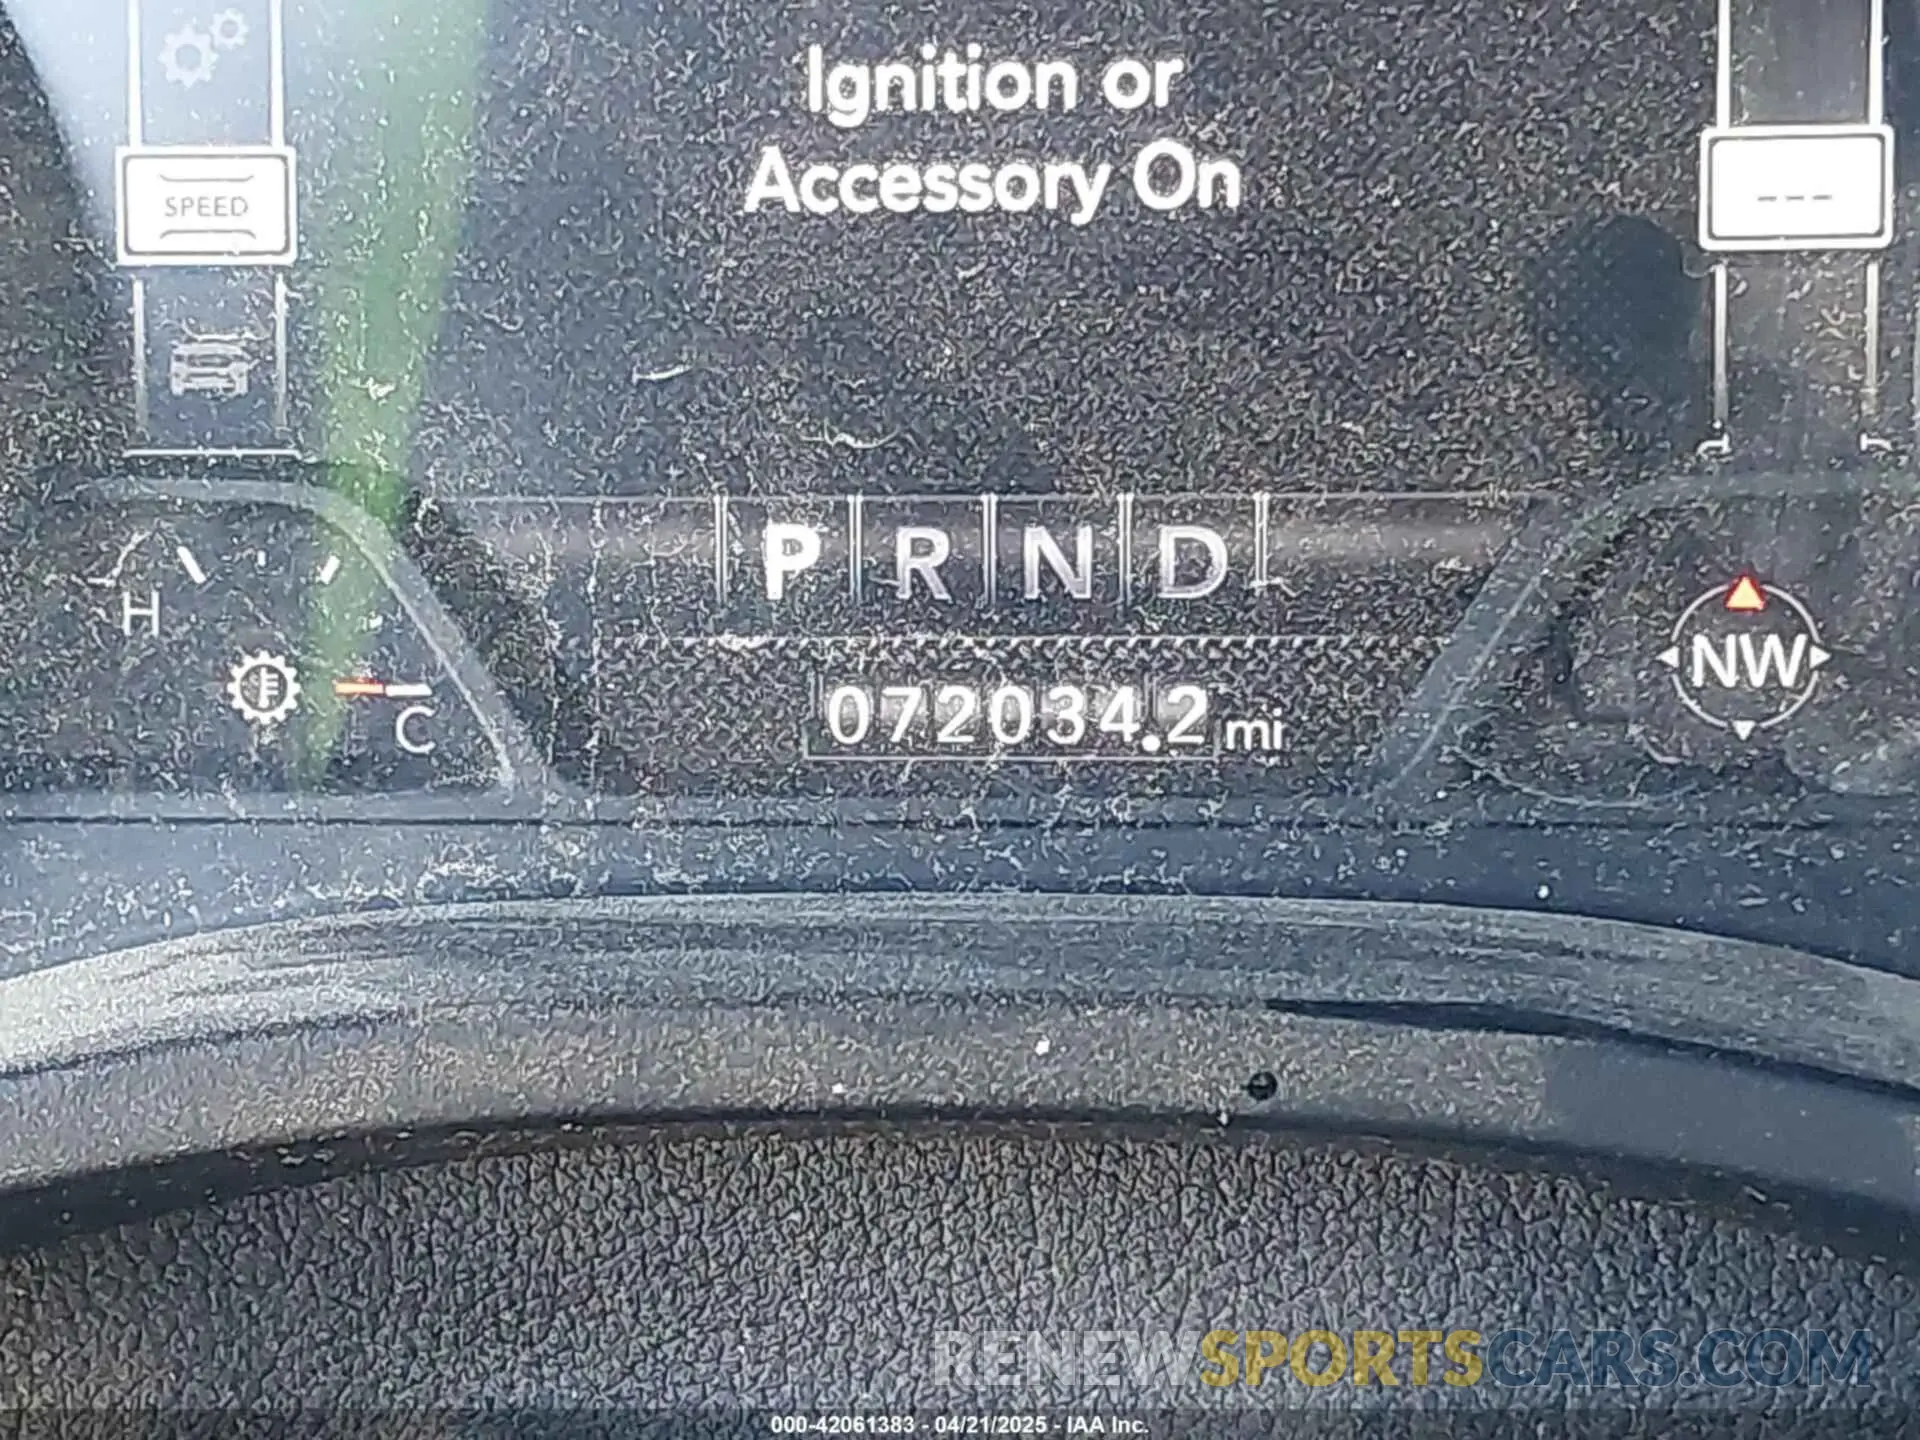 Ignition or
Accessory On
SPEED
---
P R N D
H
C
072034.2 mi
NW
RENEWSPORTSCARS.COM
000-42061383 - 04/21/2025 - IAA Inc.